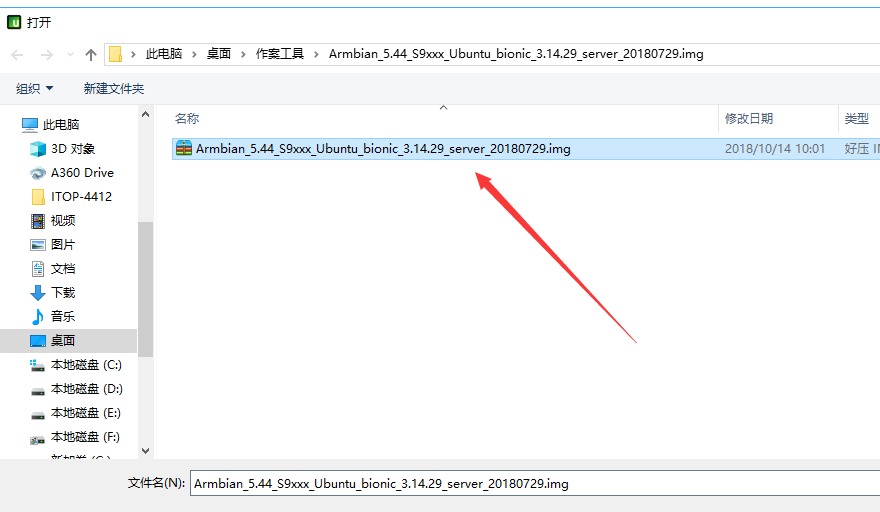 打开
此电脑 › 桌面 › 作案工具 › Armbian_5.44_S9xxx_Ubuntu_bionic_3.14.29_server_20180729.img
组织 新建文件夹
名称 修改日期 类型
Armbian_5.44_S9xxx_Ubuntu_bionic_3.14.29_server_20180729.img 2018/10/14 10:01 好压
此电脑
3D 对象
A360 Drive
ITOP-4412
视频
图片
文档
下载
音乐
桌面
本地磁盘 (C:)
本地磁盘 (D:)
本地磁盘 (E:)
本地磁盘 (F:)
文件名(N): Armbian_5.44_S9xxx_Ubuntu_bionic_3.14.29_server_20180729.img